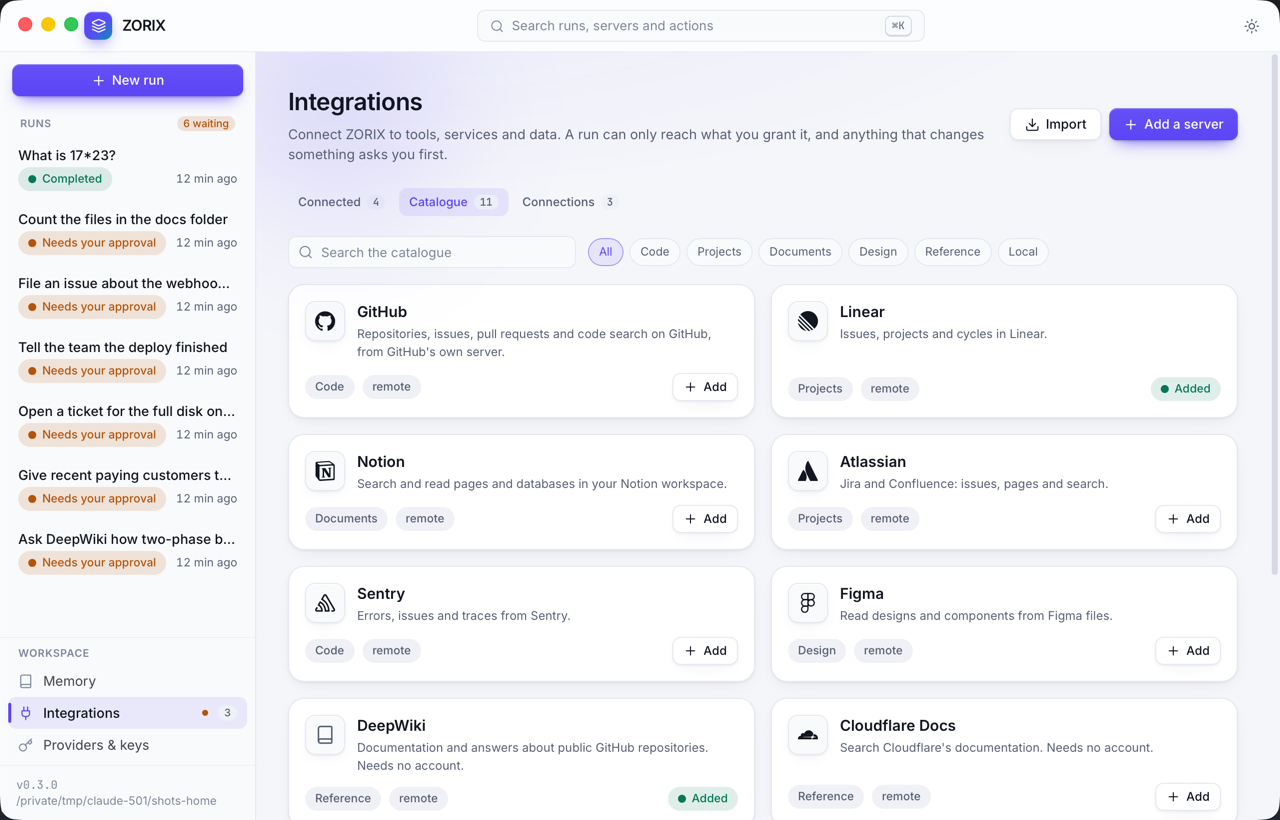 ZORIX
Search runs, servers and actions
⌘K
New run
RUNS
6 waiting
What is 17*23?
Completed
12 min ago
Count the files in the docs folder
Needs your approval
12 min ago
File an issue about the webhoo...
Needs your approval
12 min ago
Tell the team the deploy finished
Needs your approval
12 min ago
Open a ticket for the full disk on...
Needs your approval
12 min ago
Give recent paying customers t...
Needs your approval
12 min ago
Ask DeepWiki how two-phase b...
Needs your approval
12 min ago
WORKSPACE
Memory
Integrations
3
Providers & keys
v0.3.0
/private/tmp/claude-501/shots-home
Integrations
Connect ZORIX to tools, services and data. A run can only reach what you grant it, and anything that changes
something asks you first.
Import
Add a server
Connected 4
Catalogue 11
Connections 3
Search the catalogue
All
Code
Projects
Documents
Design
Reference
Local
GitHub
Repositories, issues, pull requests and code search on GitHub,
from GitHub's own server.
Code
remote
Add
Linear
Issues, projects and cycles in Linear.
Projects
remote
Added
Notion
Search and read pages and databases in your Notion workspace.
Documents
remote
Add
Atlassian
Jira and Confluence: issues, pages and search.
Projects
remote
Add
Sentry
Errors, issues and traces from Sentry.
Code
remote
Add
Figma
Read designs and components from Figma files.
Design
remote
Add
DeepWiki
Documentation and answers about public GitHub repositories.
Needs no account.
Reference
remote
Added
Cloudflare Docs
Search Cloudflare's documentation. Needs no account.
Reference
remote
Add